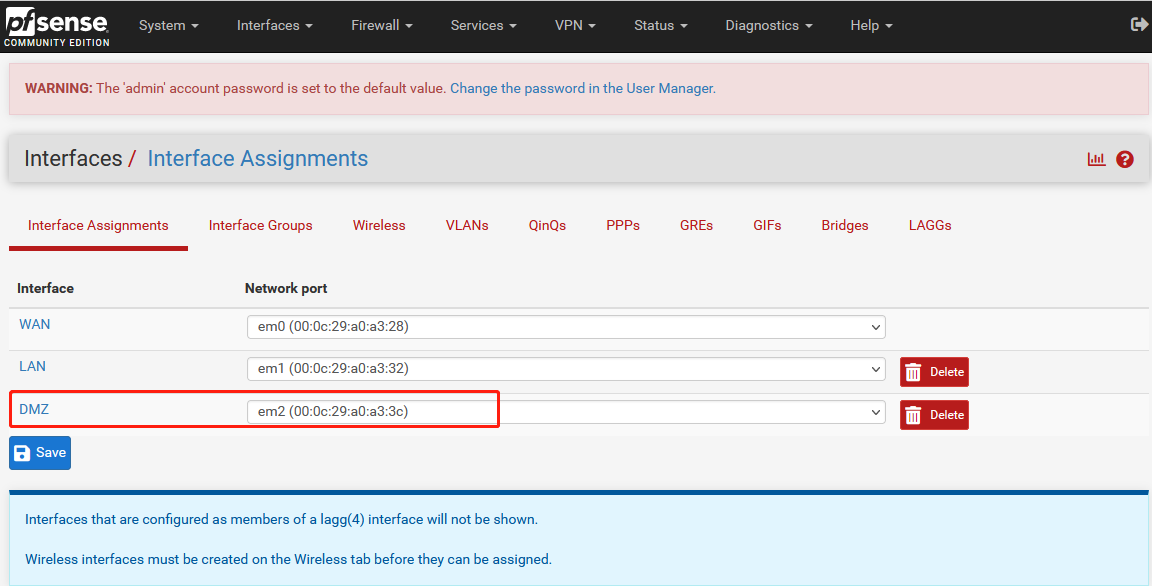 pfsense System Interfaces Firewall Services VPN Status Diagnostics Help
COMMUNITY EDITION
WARNING: The 'admin' account password is set to the default value. Change the password in the User Manager.
Interfaces / Interface Assignments
Interface Assignments Interface Groups Wireless VLANs QinQs PPPs GREs GIFs Bridges LAGGs
Interface Network port
WAN em0 (00:0c:29:a0:a3:28)
LAN em1 (00:0c:29:a0:a3:32) Delete
DMZ em2 (00:0c:29:a0:a3:3c) Delete
Save
Interfaces that are configured as members of a lagg(4) interface will not be shown.
Wireless interfaces must be created on the Wireless tab before they can be assigned.